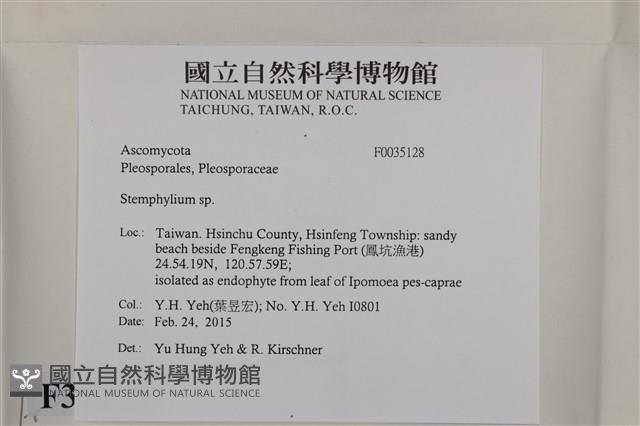 國立自然科學博物館
NATIONAL MUSEUM OF NATURAL SCIENCE
TAICHUNG, TAIWAN, R.O.C.
Ascomycota F0035128
Pleosporales, Pleosporaceae
Stemphylium sp.
Loc.: Taiwan. Hsinchu County, Hsinfeng Township: sandy
beach beside Fengkeng Fishing Port (鳳坑漁港)
24.54.19N, 120.57.59E;
isolated as endophyte from leaf of Ipomoea pes-caprae
Col.: Y.H. Yeh(葉昱宏); No. Y.H. Yeh I0801
Date: Feb. 24, 2015
Det.: Yu Hung Yeh & R. Kirschner
國立自然科學博物館
NATIONAL MUSEUM OF NATURAL SCIENCE
F3